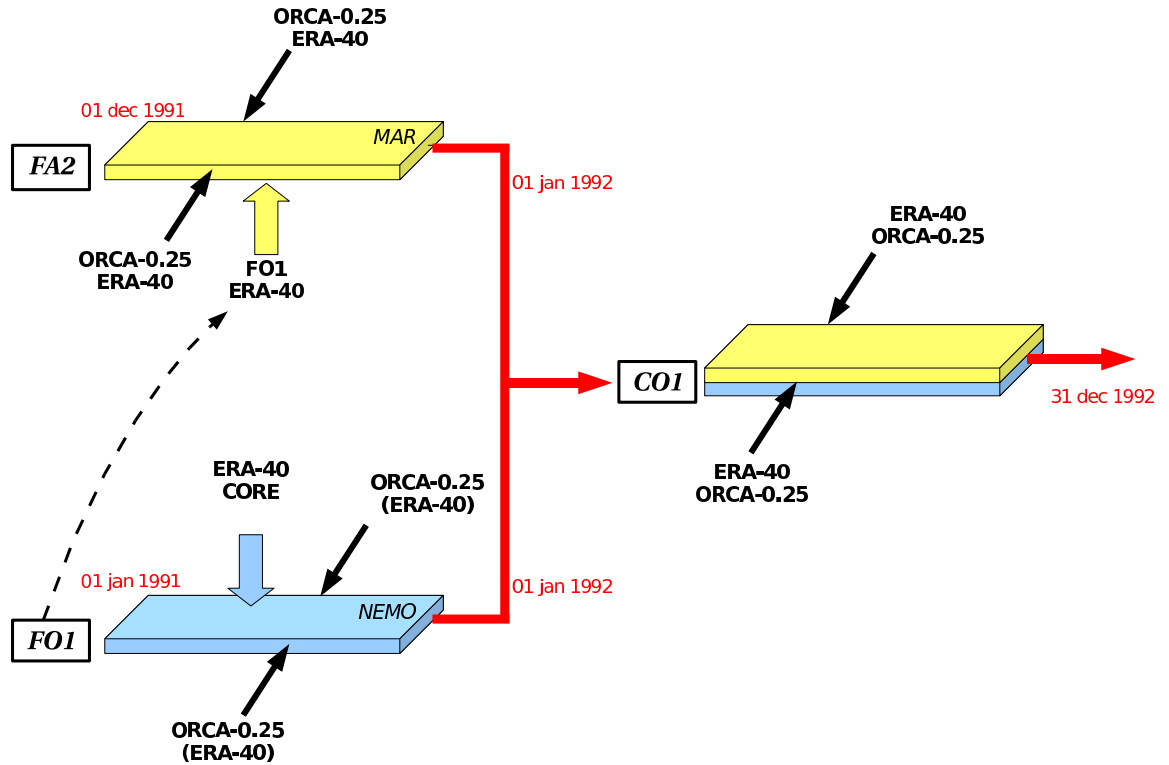 ORCA-0.25
ERA-40
01 dec 1991
MAR
FA2
01 jan 1992
ORCA-0.25
ERA-40
FO1
ERA-40
ERA-40
ORCA-0.25
CO1
31 dec 1992
ERA-40
ORCA-0.25
ERA-40
CORE
ORCA-0.25
(ERA-40)
01 jan 1991
01 jan 1992
NEMO
FO1
ORCA-0.25
(ERA-40)